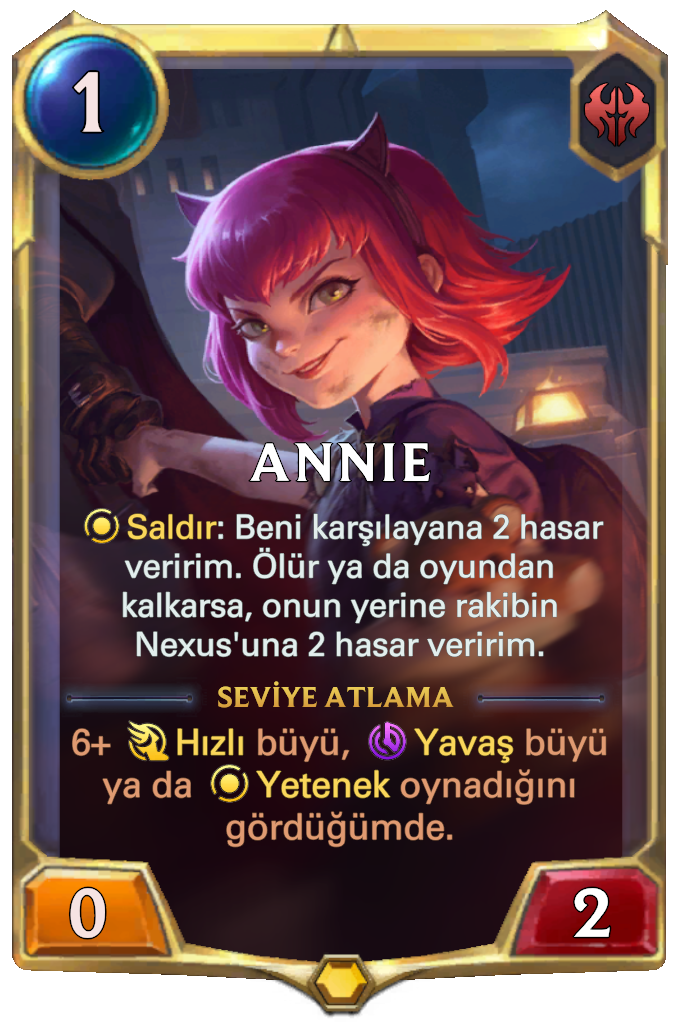 1
ANNIE
Saldır: Beni karşılayana 2 hasar
veririm. Ölür ya da oyundan
kalkarsa, onun yerine rakibin
Nexus'una 2 hasar veririm.
SEVİYE ATLAMA
6+ Hızlı büyü, Yavaş büyü
ya da Yetenek oynadığını
gördüğümde.
0
2